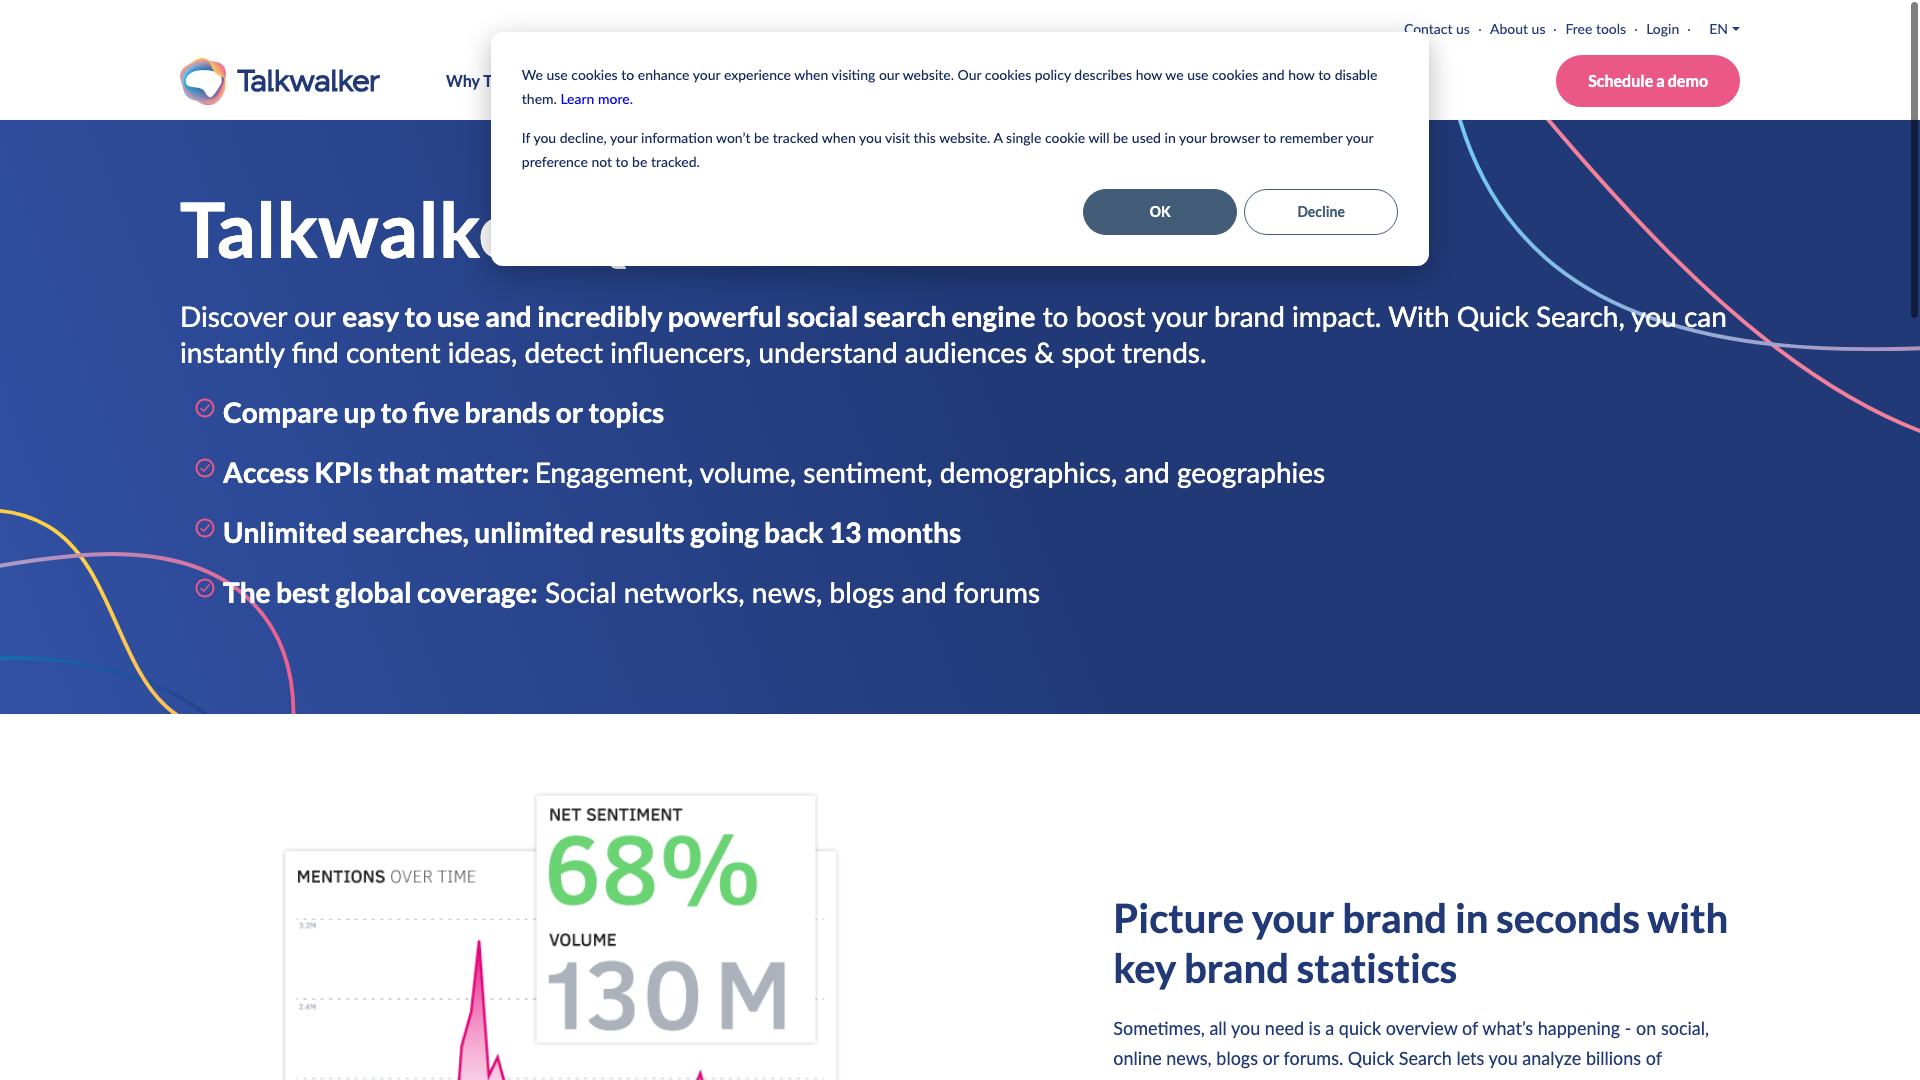 Contact us · About us · Free tools · Login · EN
Talkwalker
Why T
Schedule a demo
We use cookies to enhance your experience when visiting our website. Our cookies policy describes how we use cookies and how to disable
them. Learn more.
If you decline, your information won't be tracked when you visit this website. A single cookie will be used in your browser to remember your
preference not to be tracked.
OK
Decline
Talkwalke
Discover our easy to use and incredibly powerful social search engine to boost your brand impact. With Quick Search, you can
instantly find content ideas, detect influencers, understand audiences & spot trends.
Compare up to five brands or topics
Access KPIs that matter: Engagement, volume, sentiment, demographics, and geographies
Unlimited searches, unlimited results going back 13 months
The best global coverage: Social networks, news, blogs and forums
NET SENTIMENT
68%
VOLUME
130 M
MENTIONS OVER TIME
3.2M
2.4M
Picture your brand in seconds with
key brand statistics
Sometimes, all you need is a quick overview of what's happening - on social,
online news, blogs or forums. Quick Search lets you analyze billions of